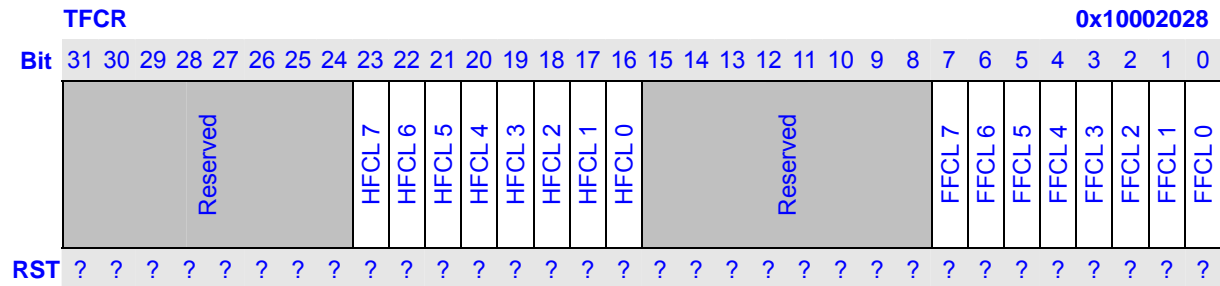 TFCR 0x10002028
Bit 31 30 29 28 27 26 25 24 23 22 21 20 19 18 17 16 15 14 13 12 11 10 9 8 7 6 5 4 3 2 1 0
Reserved HFCL 7 HFCL 6 HFCL 5 HFCL 4 HFCL 3 HFCL 2 HFCL 1 HFCL 0 Reserved FFCL 7 FFCL 6 FFCL 5 FFCL 4 FFCL 3 FFCL 2 FFCL 1 FFCL 0
RST ? ? ? ? ? ? ? ? ? ? ? ? ? ? ? ? ? ? ? ? ? ? ? ? ? ? ? ? ? ? ? ?